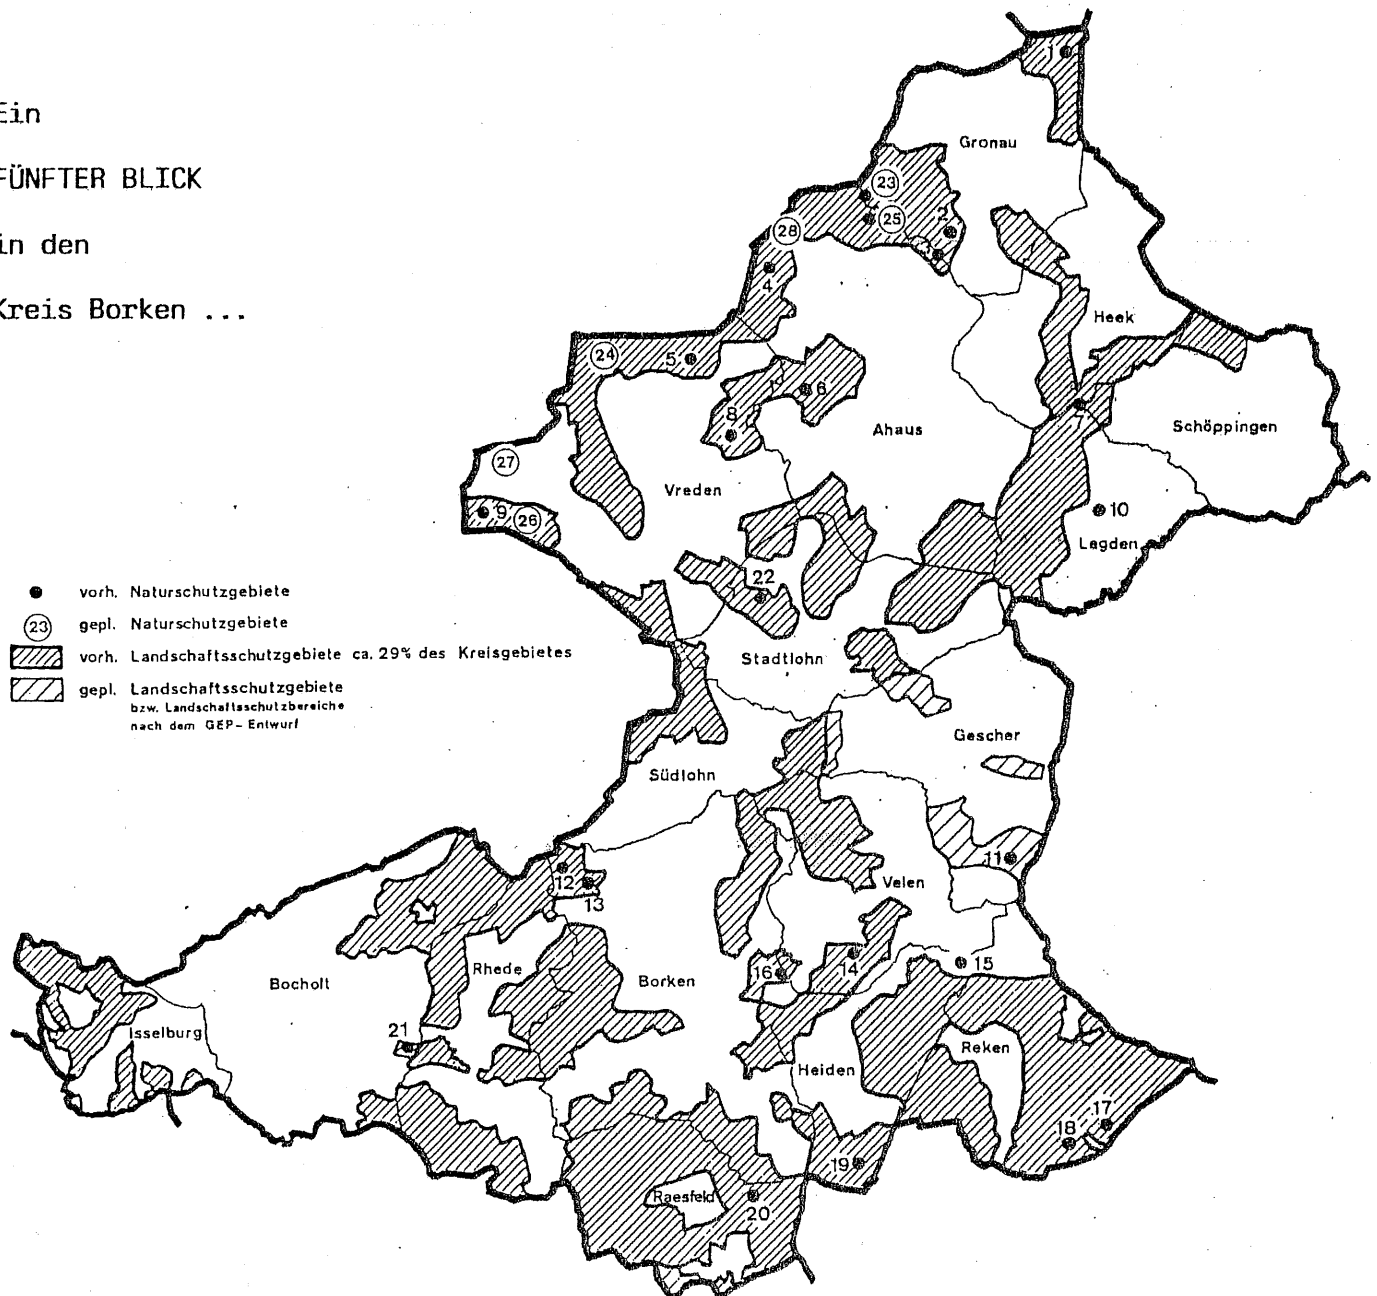 Ein
FÜNFTER BLICK
in den
Kreis Borken ...
1
Gronau
23
25
2
3
28
4
Heek
24
5
6
8
7
Ahaus
Schöppingen
27
Vreden
9
26
10
Legden
22
vorh. Naturschutzgebiete
23 gepl. Naturschutzgebiete
vorh. Landschaftsschutzgebiete ca. 29% des Kreisgebietes
gepl. Landschaftsschutzgebiete
bzw. Landschaftsschutzbereiche
nach dem GEP-Entwurf
Stadtlohn
Gescher
Südlohn
11
12
13
Velen
Rhede
16
14
15
Bocholt
Borken
21
Isselburg
Reken
Heiden
17
18
19
Raesfeld
20